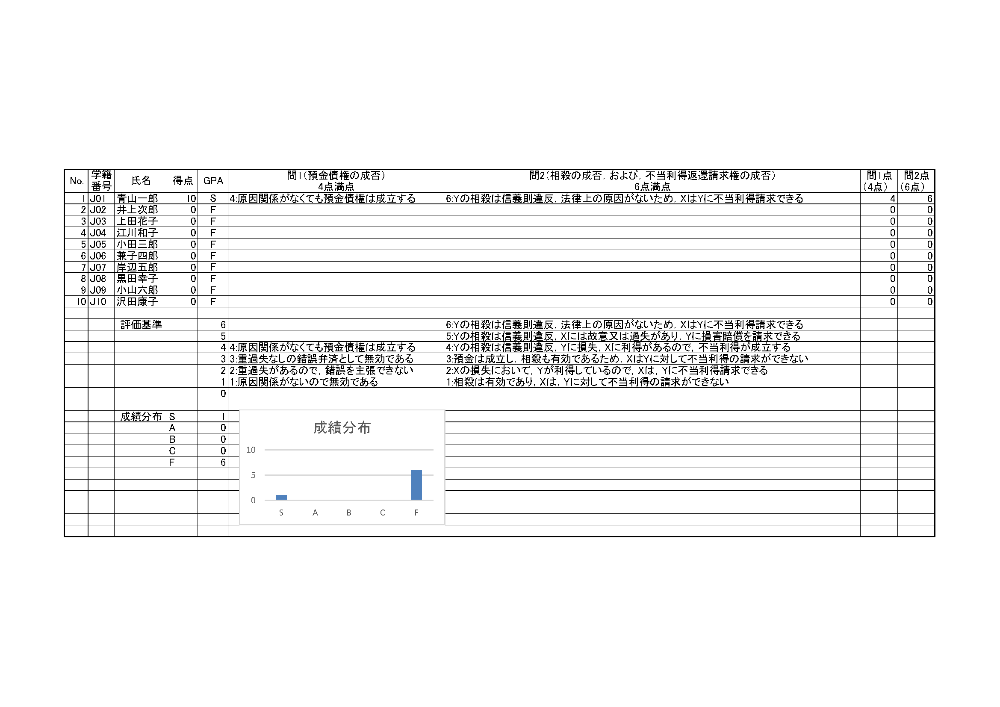 No. 学籍番号 氏名 得点 GPA 問1（預金債権の成否） 問2（相殺の成否，および，不当利得返還請求権の成否） 問1点 問2点
4点満点 6点満点 （4点） （6点）
1 J01 青山一郎 10 S 4:原因関係がなくても預金債権は成立する 6:Yの相殺は信義則違反，法律上の原因がないため，XはYに不当利得請求できる 4 6
2 J02 井上次郎 0 F 0 0
3 J03 上田花子 0 F 0 0
4 J04 江川和子 0 F 0 0
5 J05 小田三郎 0 F 0 0
6 J06 兼子四郎 0 F 0 0
7 J07 岸辺五郎 0 F 0 0
8 J08 黒田幸子 0 F 0 0
9 J09 小山六郎 0 F 0 0
10 J10 沢田康子 0 F 0 0
評価基準 6 6:Yの相殺は信義則違反，法律上の原因がないため，XはYに不当利得請求できる
5 5:Yの相殺は信義則違反，Xには故意又は過失があり，Yに損害賠償を請求できる
4 4:原因関係がなくても預金債権は成立する 4:Yの相殺は信義則違反，Yに損失，Xに利得があるので，不当利得が成立する
3 3:重過失なしの錯誤弁済として無効である 3:預金は成立し，相殺も有効であるため，XはYに対して不当利得の請求ができない
2 2:重過失があるので，錯誤を主張できない 2:Xの損失において，Yが利得しているので，Xは，Yに不当利得請求できる
1 1:原因関係がないので無効である 1:相殺は有効であり，Xは，Yに対して不当利得の請求ができない
0
成績分布 S 1
A 0
B 0
C 0
F 6
成績分布
10
5
0
S A B C F